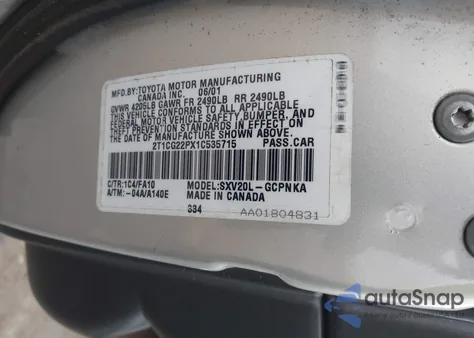 MFD.BY:TOYOTA MOTOR MANUFACTURING
CANADA INC. 06/01
GVWR 4205LB GAWR FR 2490LB RR 2490LB
THIS VEHICLE CONFORMS TO ALL APPLICABLE
FEDERAL MOTOR VEHICLE SAFETY, BUMPER, AND
THEFT PREVENTION STANDARDS IN EFFECT ON
THE DATE OF MANUFACTURE SHOWN ABOVE.
2T1CG22PX1C535715 PASS.CAR
C/TR:1C4/FA10 MODEL:SXV20L-GCPNKA
A/TM:-04A/A140E MADE IN CANADA
384 AA01804831
autoSnap